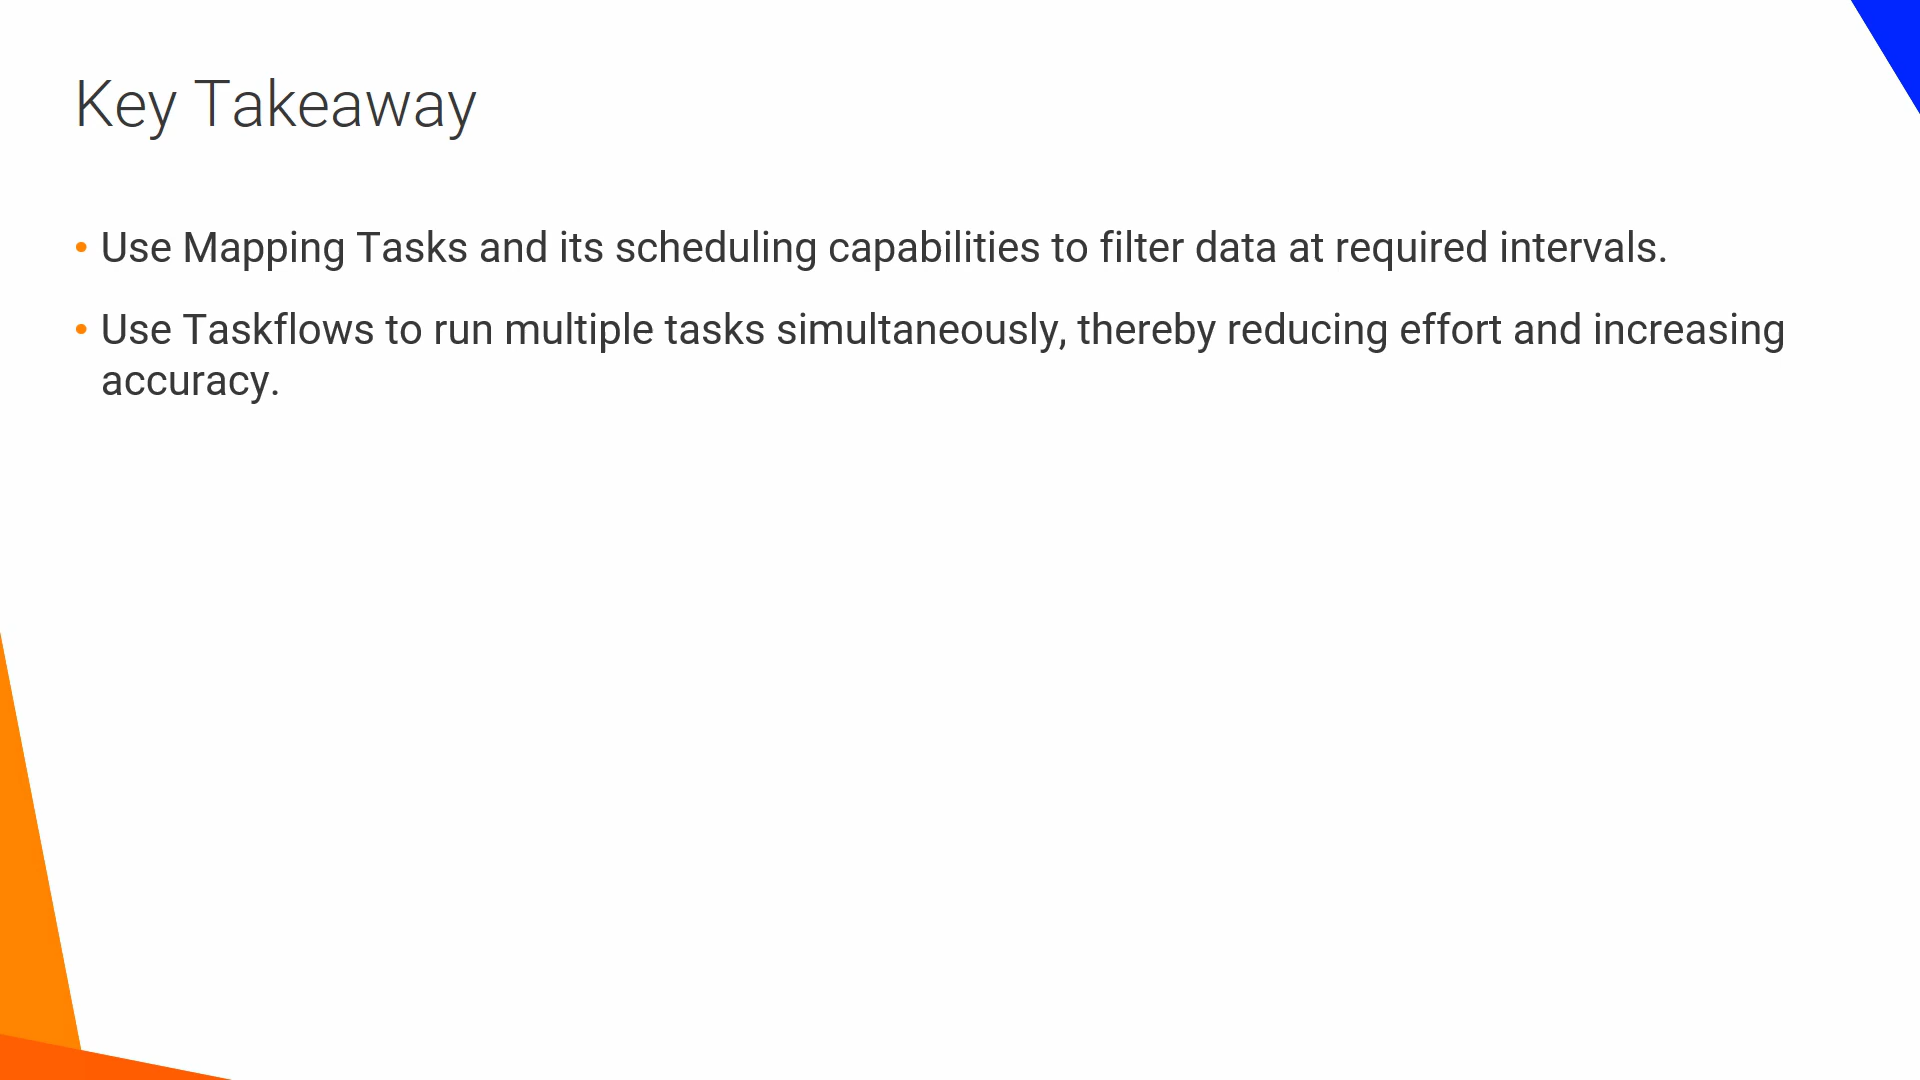 Key Takeaway
• Use Mapping Tasks and its scheduling capabilities to filter data at required intervals.
• Use Taskflows to run multiple tasks simultaneously, thereby reducing effort and increasing
accuracy.